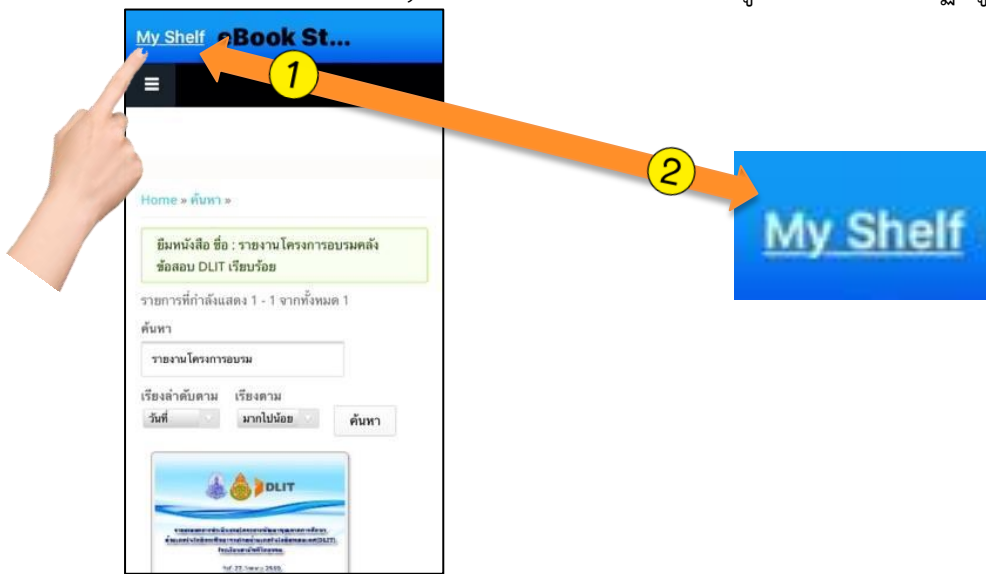 My Shelf eBook St...
1
2
My Shelf
Home » ค้นหา »
ยืมหนังสือ ชื่อ : รายงานโครงการอบรมคลัง
ข้อสอบ DLIT เรียบร้อย
รายการที่กำลังแสดง 1 - 1 จากทั้งหมด 1
ค้นหา
รายงานโครงการอบรม
เรียงลำดับตาม เรียงตาม
วันที่ มากไปน้อย ค้นหา
DLIT